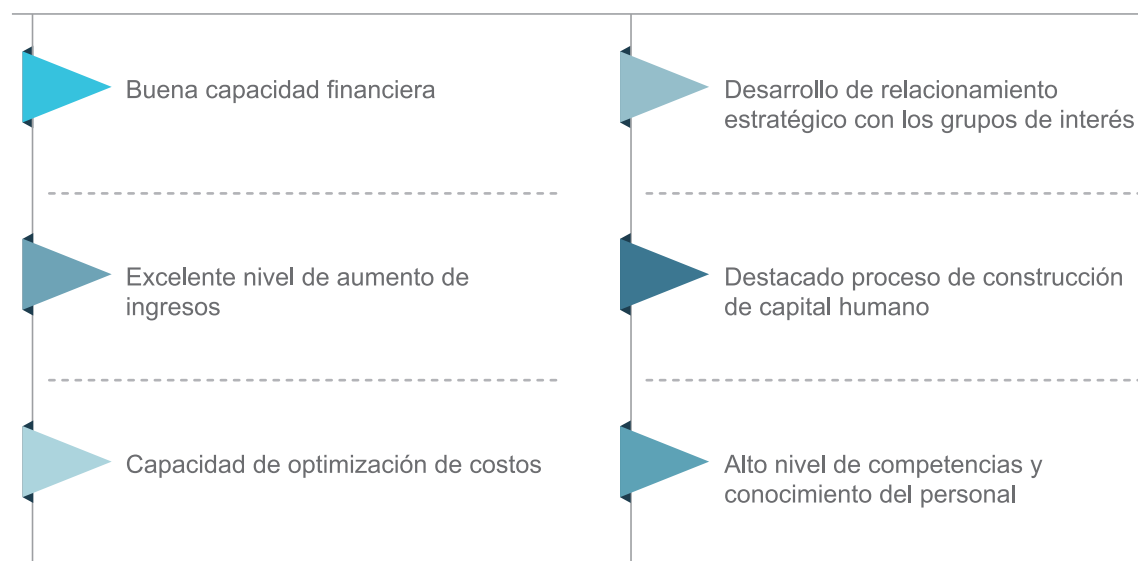 Buena capacidad financiera
Excelente nivel de aumento de
ingresos
Capacidad de optimización de costos
Desarrollo de relacionamiento
estratégico con los grupos de interés
Destacado proceso de construcción
de capital humano
Alto nivel de competencias y
conocimiento del personal